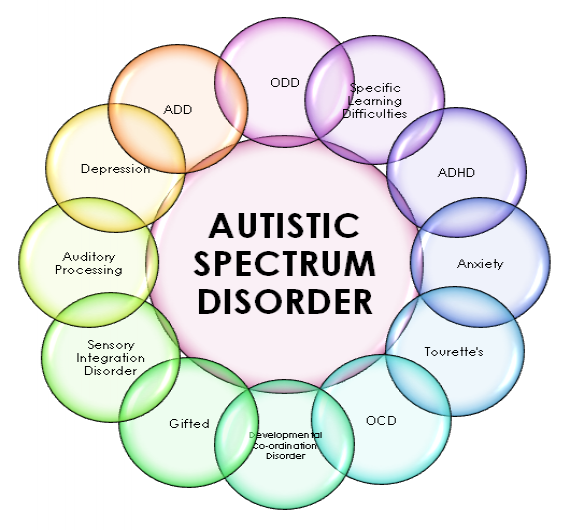 ODD
Specific
Learning
Difficulties
ADHD
Anxiety
Tourette's
OCD
Developmental
Co-ordination
Disorder
Gifted
Sensory
Integration
Disorder
Auditory
Processing
Depression
ADD
AUTISTIC
SPECTRUM
DISORDER